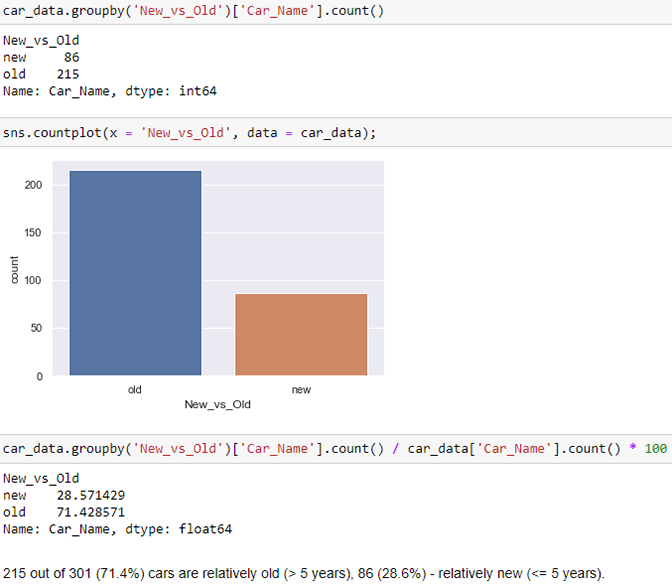 car_data.groupby('New_vs_Old')['Car_Name'].count()
New_vs_Old
new     86
old    215
Name: Car_Name, dtype: int64
sns.countplot(x = 'New_vs_Old', data = car_data);
200
150
100
50
0
count
old new
New_vs_Old
car_data.groupby('New_vs_Old')['Car_Name'].count() / car_data['Car_Name'].count() * 100
New_vs_Old
new    28.571429
old    71.428571
Name: Car_Name, dtype: float64
215 out of 301 (71.4%) cars are relatively old (> 5 years), 86 (28.6%) - relatively new (<= 5 years).